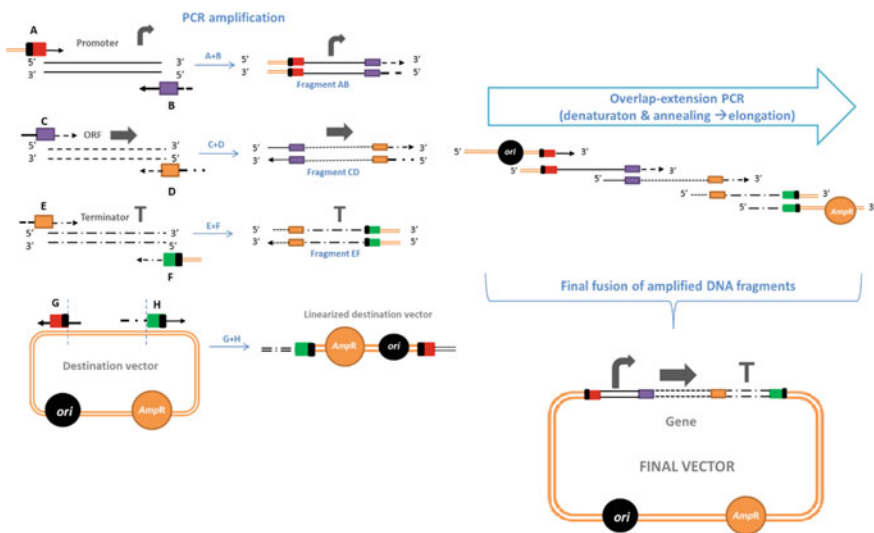 PCR amplification
A
Promoter
5’ 3’
3’ 5’
B
A+B
5’ 3’
3’ 5’
Fragment AB
C
ORF
5’ 3’
3’ 5’
D
C+D
5’ 3’
3’ 5’
Fragment CD
E
Terminator
5’ 3’
3’ 5’
F
E+F
5’ 3’
3’ 5’
Fragment EF
G H
Destination vector
ori AmpR
G+H
Linearized destination vector
AmpR ori
Overlap-extension PCR
(denaturaton & annealing →elongation)
5’ ori 3’
5’ 3’
5’ 3’
5’ 3’
5’ AmpR 3’
Final fusion of amplified DNA fragments
Gene
FINAL VECTOR
ori AmpR